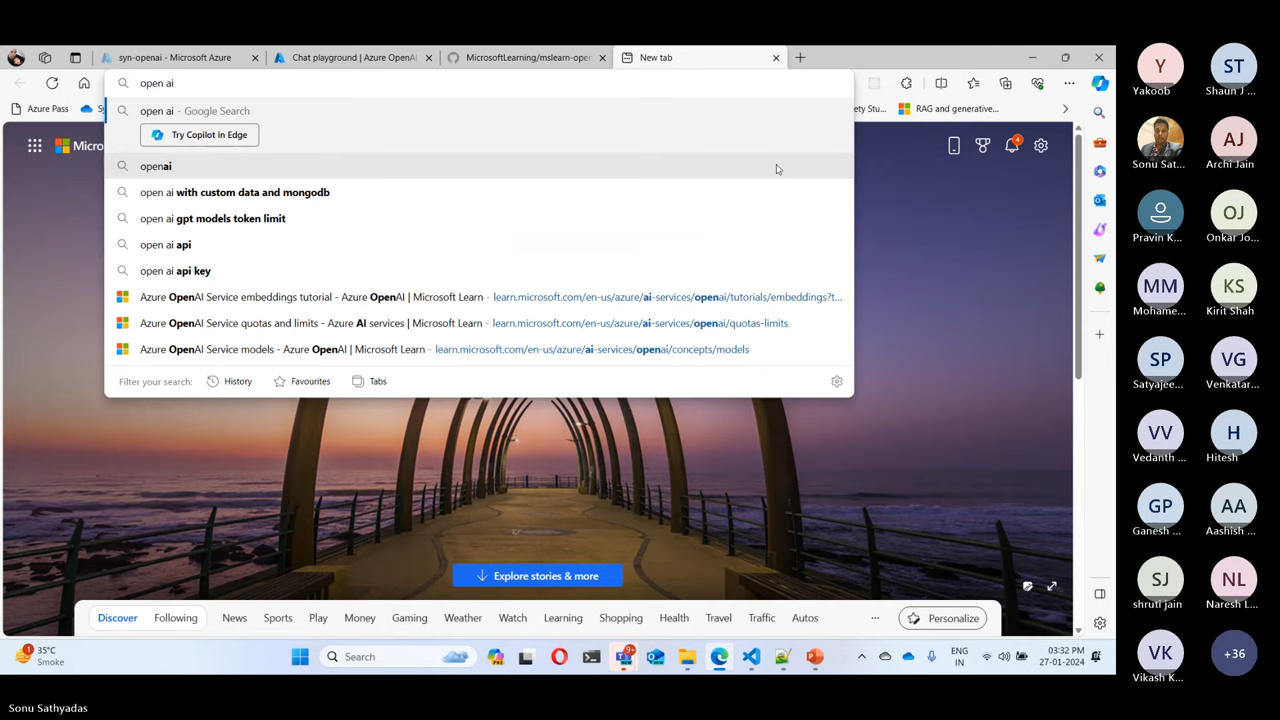 syn-openai - Microsoft Azure
Chat playground | Azure OpenAI
MicrosoftLearning/mslearn-open
New tab
open ai
Azure Pass
Sy
ety Stu...
RAG and generative...
open ai - Google Search
Try Copilot in Edge
openai
open ai with custom data and mongodb
open ai gpt models token limit
open ai api
open ai api key
Azure OpenAI Service embeddings tutorial - Azure OpenAI | Microsoft Learn - learn.microsoft.com/en-us/azure/ai-services/openai/tutorials/embeddings?t...
Azure OpenAI Service quotas and limits - Azure AI services | Microsoft Learn - learn.microsoft.com/en-us/azure/ai-services/openai/quotas-limits
Azure OpenAI Service models - Azure OpenAI | Microsoft Learn - learn.microsoft.com/en-us/azure/ai-services/openai/concepts/models
Filter your search:
History
Favourites
Tabs
Micro
4
Explore stories & more
Discover
Following
News
Sports
Play
Money
Gaming
Weather
Watch
Learning
Shopping
Health
Travel
Traffic
Autos
...
Personalize
1
35°C
Smoke
Search
NEW
9+
ENG
IN
03:32 PM
27-01-2024
Sonu Sathyadas
Y
Yakoob
ST
Shaun J ...
Sonu Sat...
AJ
Archi Jain
Pravin K...
OJ
Onkar Jo...
MM
Mohame...
KS
Kirit Shah
SP
Satyajee...
VG
Venkatar...
VV
Vedanth ...
H
Hitesh
GP
Ganesh ...
AA
Aashish ...
SJ
shruti jain
NL
Naresh L...
VK
Vikash K...
+36